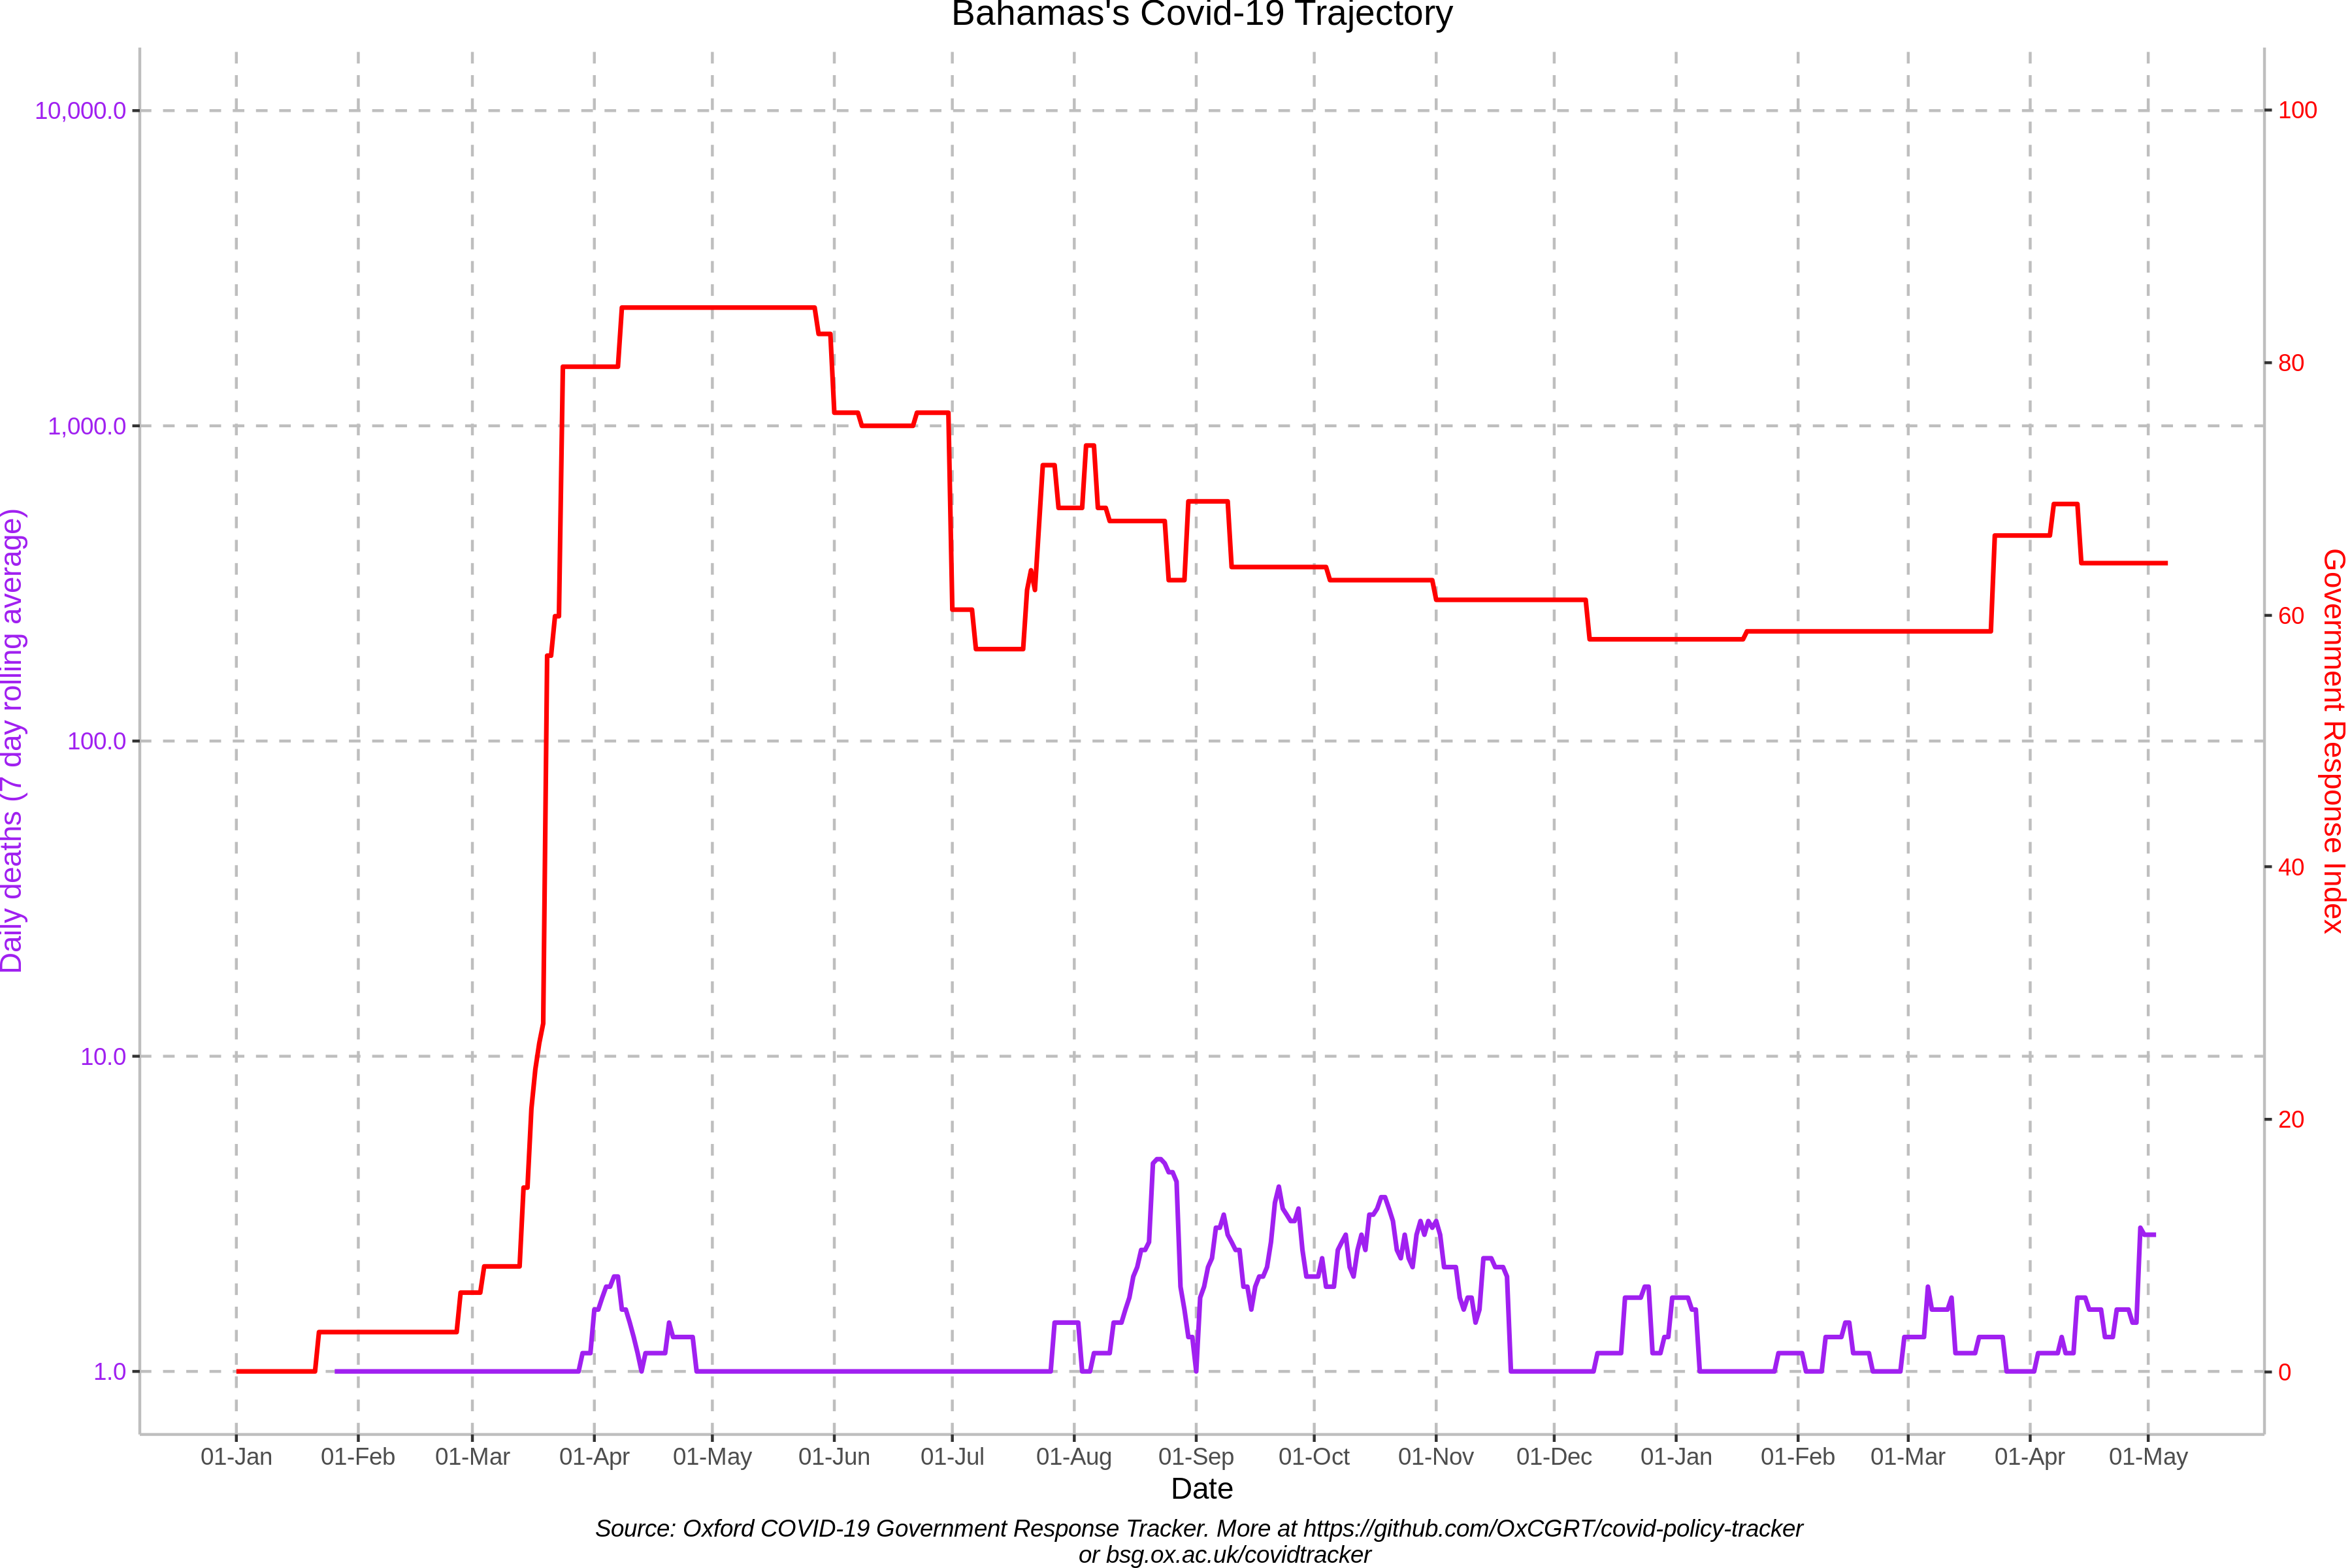 Bahamas's Covid-19 Trajectory
10,000.0
1,000.0
100.0
10.0
1.0
Daily deaths (7 day rolling average)
100
80
60
40
20
0
Government Response Index
01-Jan 01-Feb 01-Mar 01-Apr 01-May 01-Jun 01-Jul 01-Aug 01-Sep 01-Oct 01-Nov 01-Dec 01-Jan 01-Feb 01-Mar 01-Apr 01-May
Date
Source: Oxford COVID-19 Government Response Tracker. More at https://github.com/OxCGRT/covid-policy-tracker
or bsg.ox.ac.uk/covidtracker